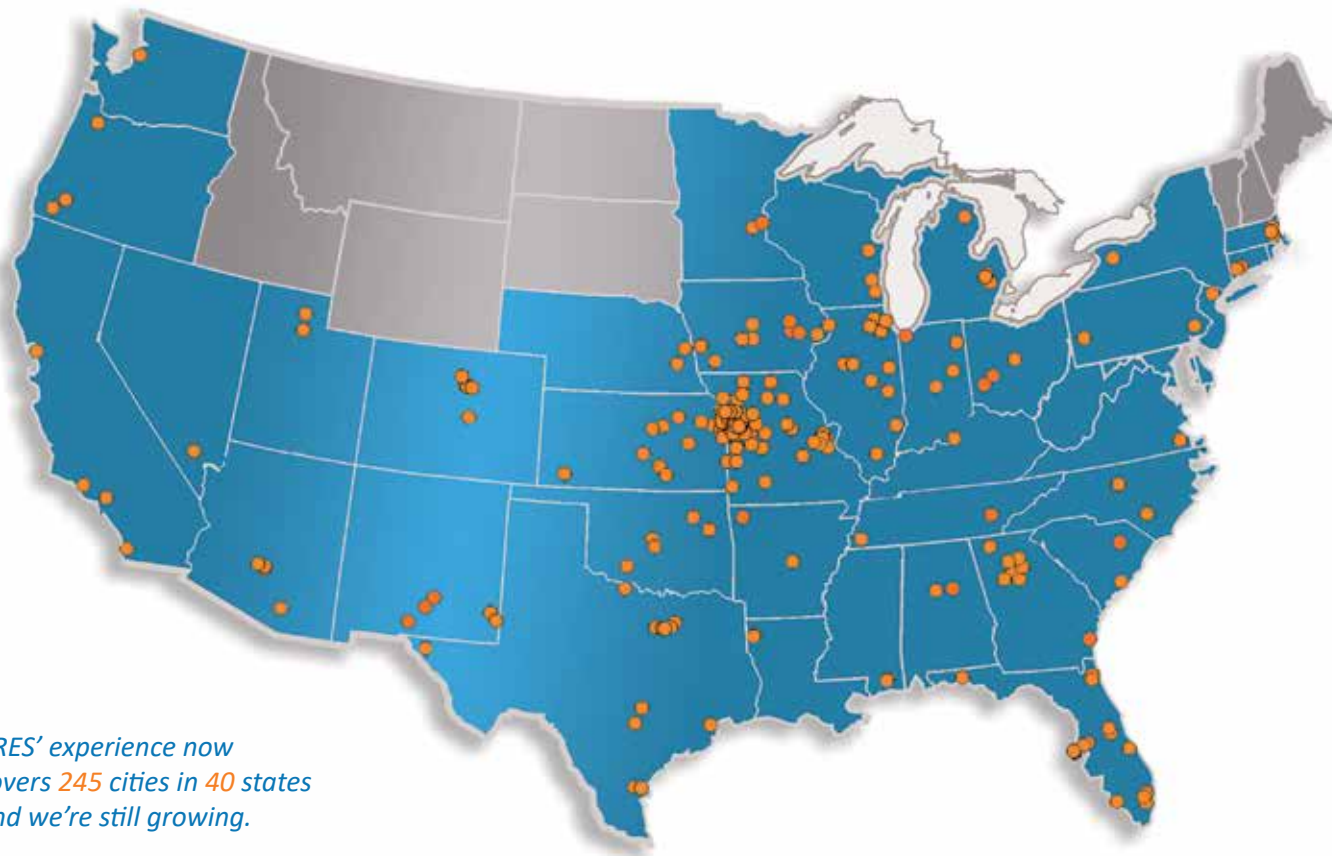 RES’ experience now
overs 245 cities in 40 states
nd we’re still growing.